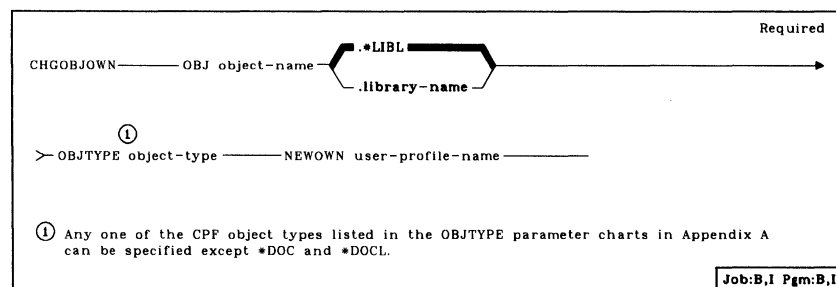 Required
.*LIBL
CHGOBJOWN OBJ object-name
.library-name
①
OBJTYPE object-type NEWOWN user-profile-name
① Any one of the CPF object types listed in the OBJTYPE parameter charts in Appendix A
can be specified except *DOC and *DOCL.
Job:B,I Pgm:B,I